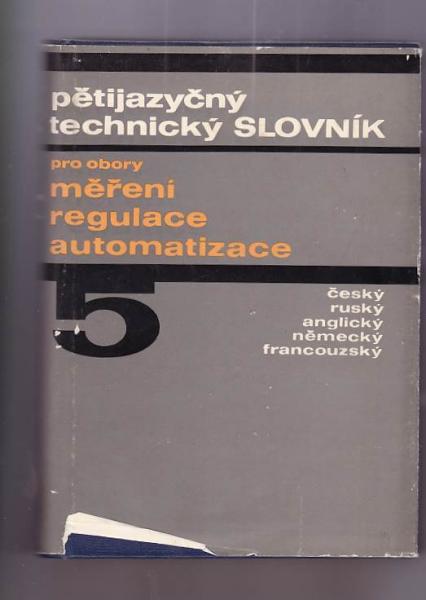 pětijazyčný
technický SLOVNÍK
pro obory
měření
regulace
automatizace
5
český
ruský
anglický
německý
francouzský